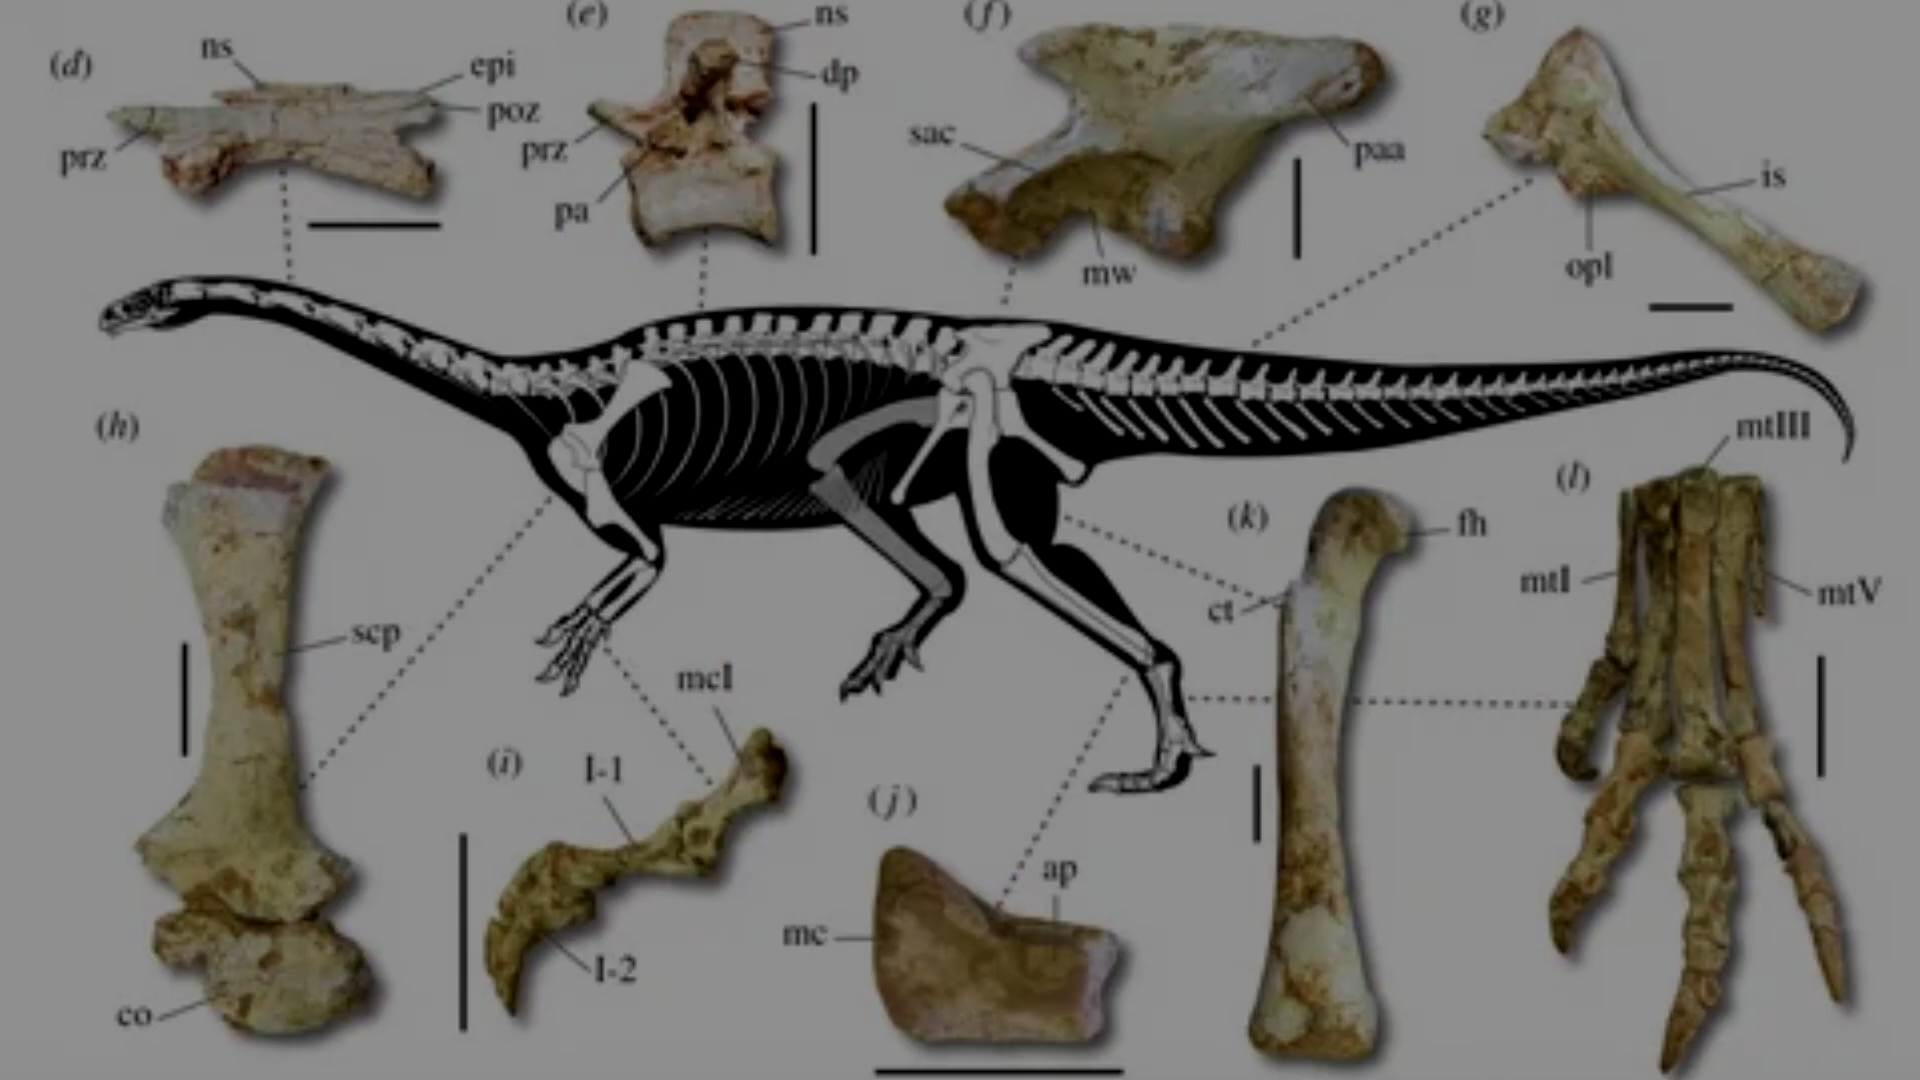 (d)
ns
epi
poz
prz
(e)
ns
dp
prz
pa
(f)
sac
paa
mw
(g)
is
opl
(h)
scp
co
(i)
mcI
I-1
I-2
(j)
mc
ap
(k)
fh
ct
(l)
mtIII
mtI
mtV